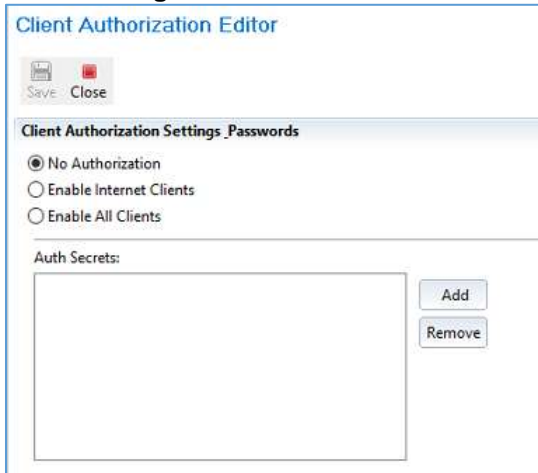 Client Authorization Editor
Save Close
Client Authorization Settings_Passwords
No Authorization
Enable Internet Clients
Enable All Clients
Auth Secrets:
Add
Remove